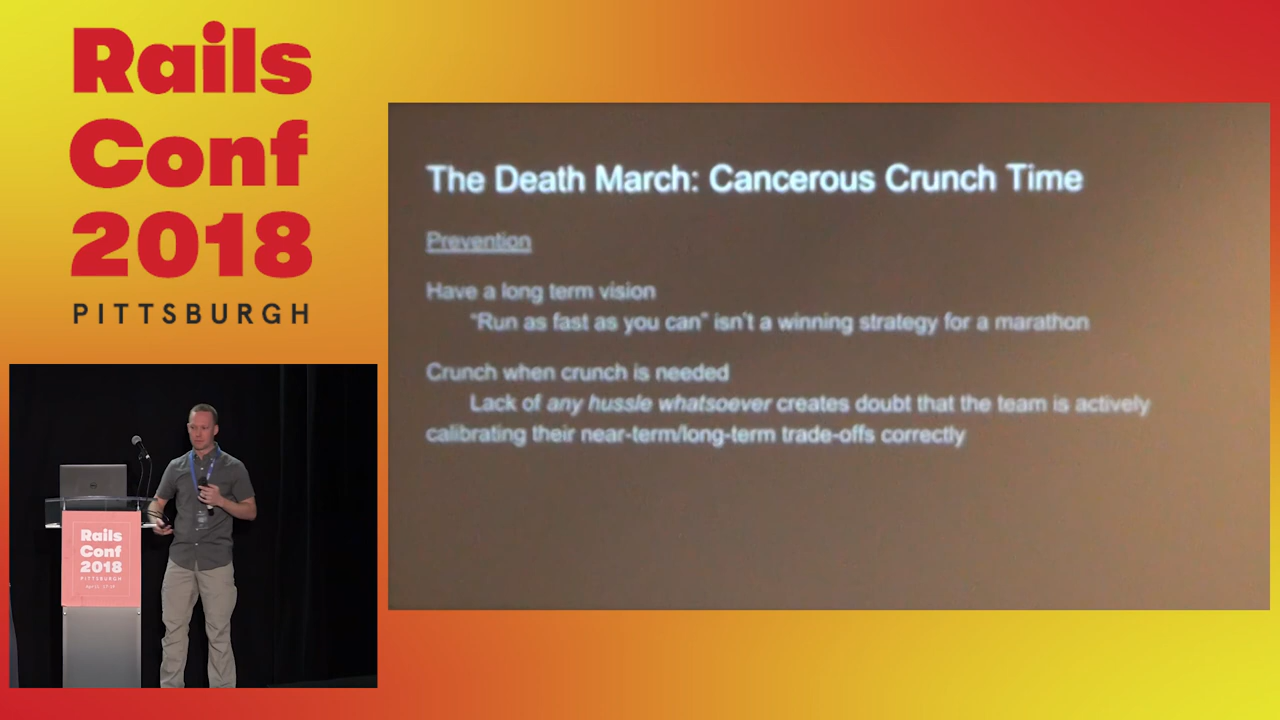 Rails
Conf
2018
PITTSBURGH
The Death March: Cancerous Crunch Time
Prevention
Have a long term vision
"Run as fast as you can" isn't a winning strategy for a marathon
Crunch when crunch is needed
Lack of any hussle whatsoever creates doubt that the team is actively
calibrating their near-term/long-term trade-offs correctly
Rails
Conf
2018
PITTSBURGH